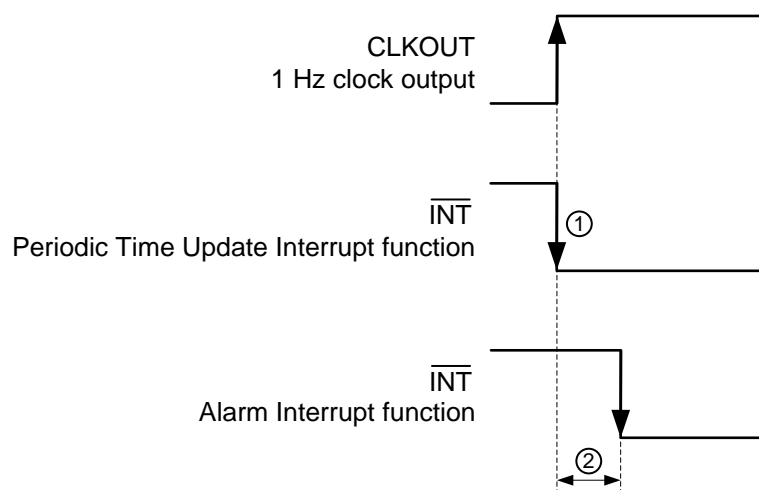 CLKOUT
1 Hz clock output
INT
Periodic Time Update Interrupt function
①
INT
Alarm Interrupt function
②